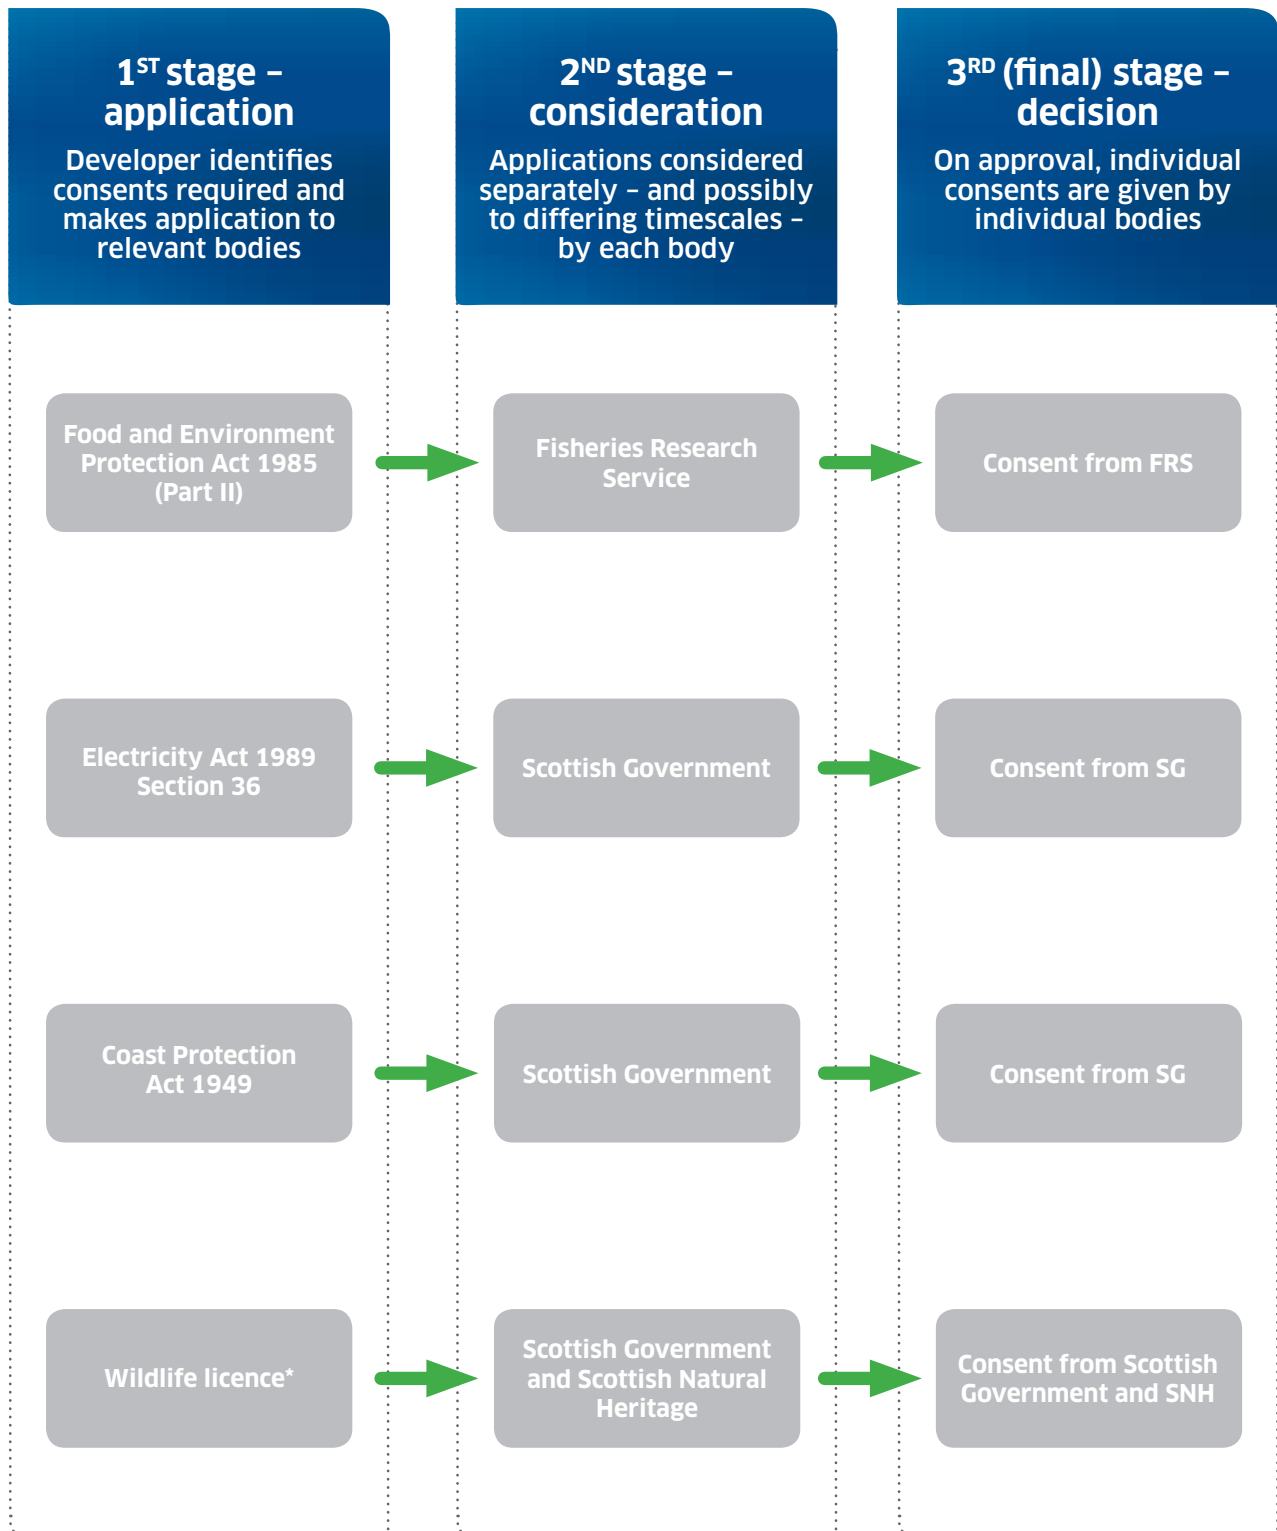 1ST stage –
application
Developer identifies
consents required and
makes application to
relevant bodies
2ND stage –
consideration
Applications considered
separately – and possibly
to differing timescales –
by each body
3RD (final) stage –
decision
On approval, individual
consents are given by
individual bodies
Food and Environment
Protection Act 1985
(Part II)
Fisheries Research
Service
Consent from FRS
Electricity Act 1989
Section 36
Scottish Government
Consent from SG
Coast Protection
Act 1949
Scottish Government
Consent from SG
Wildlife licence*
Scottish Government
and Scottish Natural
Heritage
Consent from Scottish
Government and SNH